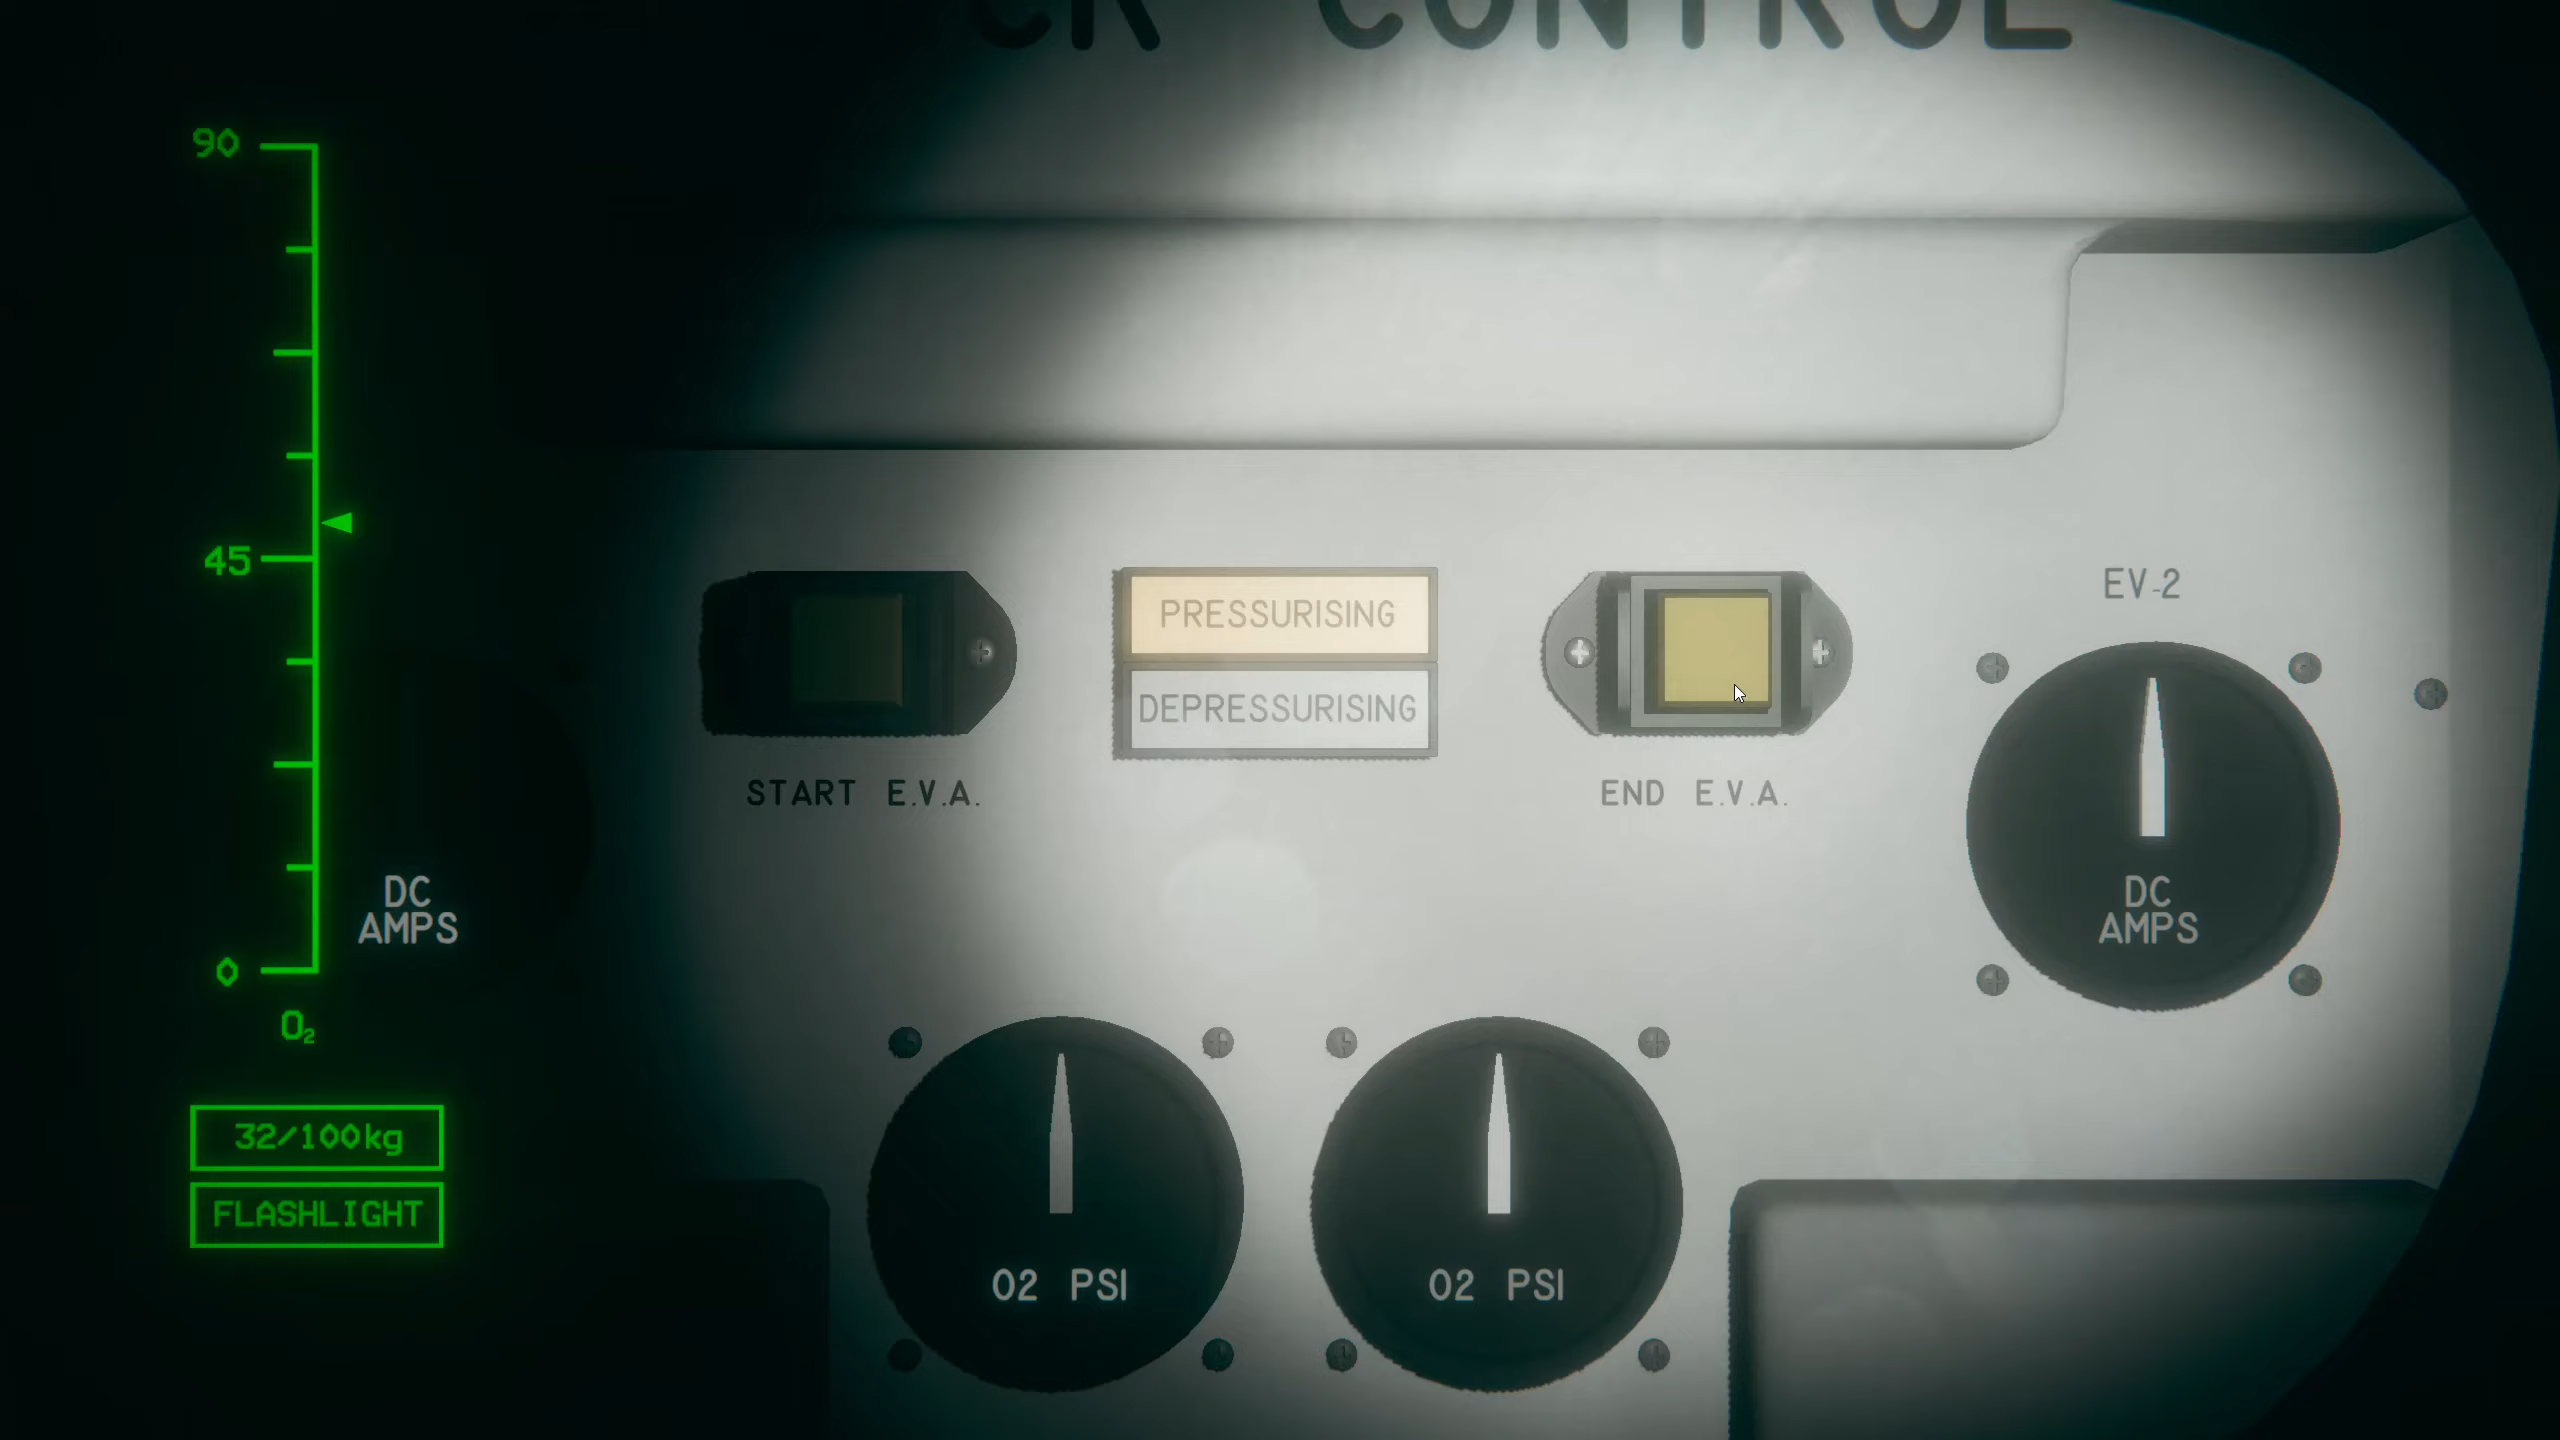 CONTROL
90
45
0
O₂
32/100kg
FLASHLIGHT
DC
AMPS
START E.V.A.
PRESSURISING
DEPRESSURISING
END E.V.A.
EV-2
DC
AMPS
O2 PSI
O2 PSI